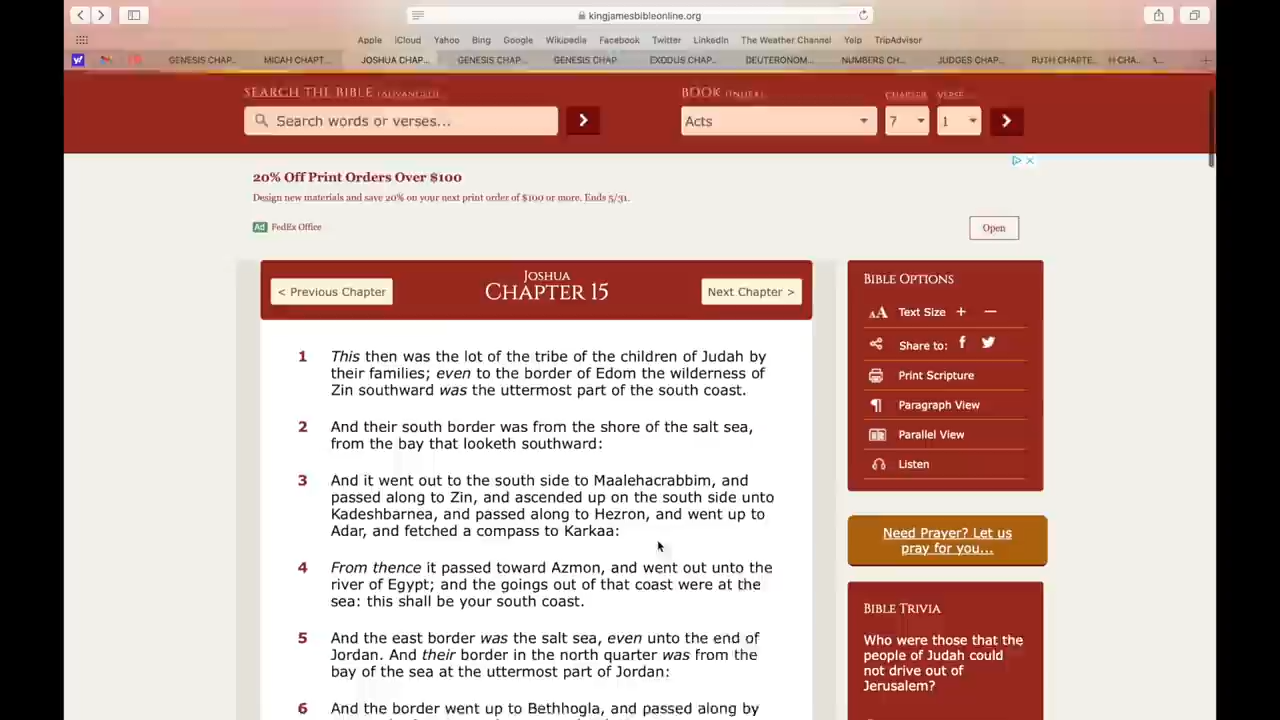 kingjamesbibleonline.org
Apple iCloud Yahoo Bing Google Wikipedia Facebook Twitter LinkedIn The Weather Channel Yelp TripAdvisor
GENESIS CHAP... MICAH CHAPT... JOSHUA CHAP... GENESIS CHAP... GENESIS CHAP EXODUS CHAP... DEUTERONOM... NUMBERS CH... JUDGES CHAP... RUTH CHAPTE... H CHA...
SEARCH THE BIBLE (ADVANCED)
BOOK (INDEX) CHAPTER VERSE
Search words or verses...
Acts 7 1
20% Off Print Orders Over $100
Design new materials and save 20% on your next print order of $100 or more. Ends 5/31.
Ad FedEx Office
Open
< Previous Chapter
JOSHUA
CHAPTER 15
Next Chapter >
1 This then was the lot of the tribe of the children of Judah by
their families; even to the border of Edom the wilderness of
Zin southward was the uttermost part of the south coast.
2 And their south border was from the shore of the salt sea,
from the bay that looketh southward:
3 And it went out to the south side to Maalehacrabbim, and
passed along to Zin, and ascended up on the south side unto
Kadeshbarnea, and passed along to Hezron, and went up to
Adar, and fetched a compass to Karkaa:
4 From thence it passed toward Azmon, and went out unto the
river of Egypt; and the goings out of that coast were at the
sea: this shall be your south coast.
5 And the east border was the salt sea, even unto the end of
Jordan. And their border in the north quarter was from the
bay of the sea at the uttermost part of Jordan:
6 And the border went up to Bethhogla, and passed along by
BIBLE OPTIONS
AA Text Size + −
Share to:
Print Scripture
Paragraph View
Parallel View
Listen
Need Prayer? Let us
pray for you...
BIBLE TRIVIA
Who were those that the
people of Judah could
not drive out of
Jerusalem?